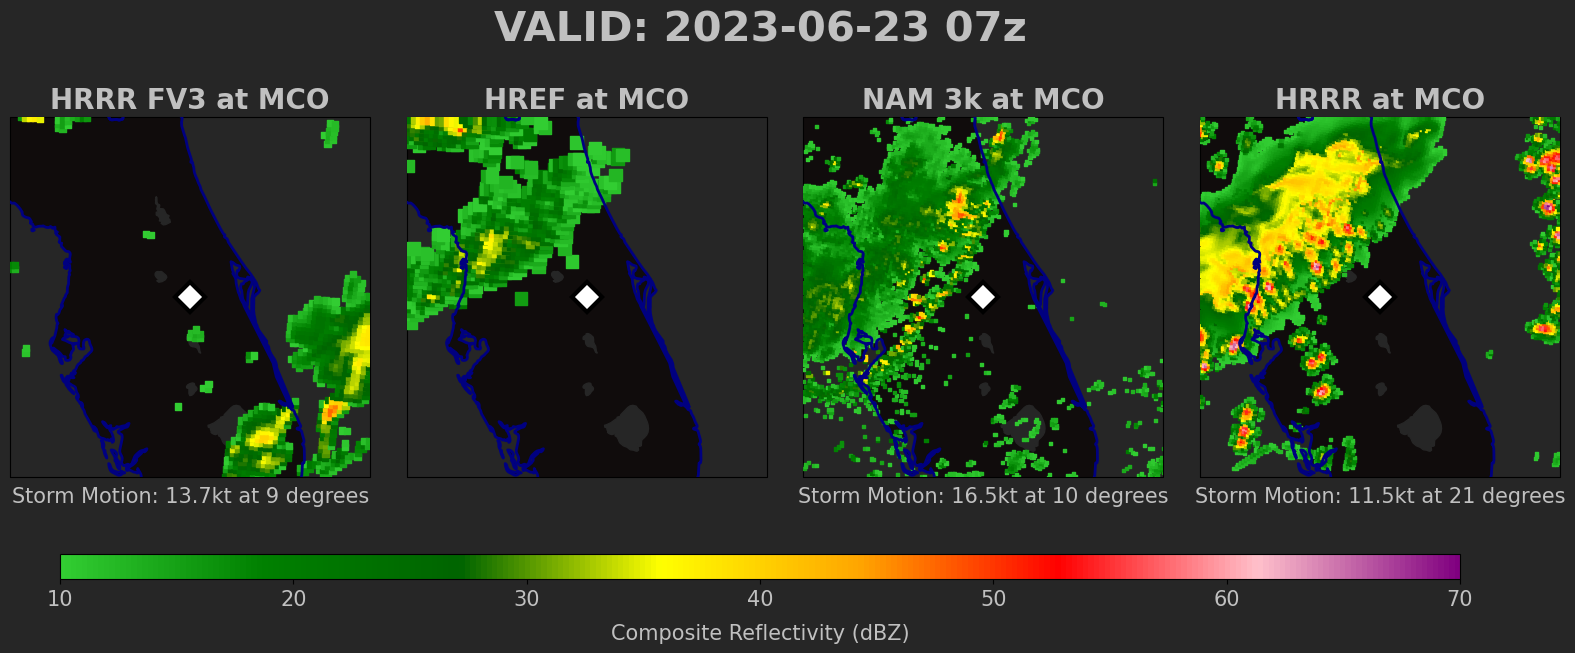 VALID: 2023-06-23 07z
HRRR FV3 at MCO
HREF at MCO
NAM 3k at MCO
HRRR at MCO
Storm Motion: 13.7kt at 9 degrees
Storm Motion: 16.5kt at 10 degrees
Storm Motion: 11.5kt at 21 degrees
10 20 30 40 50 60 70
Composite Reflectivity (dBZ)